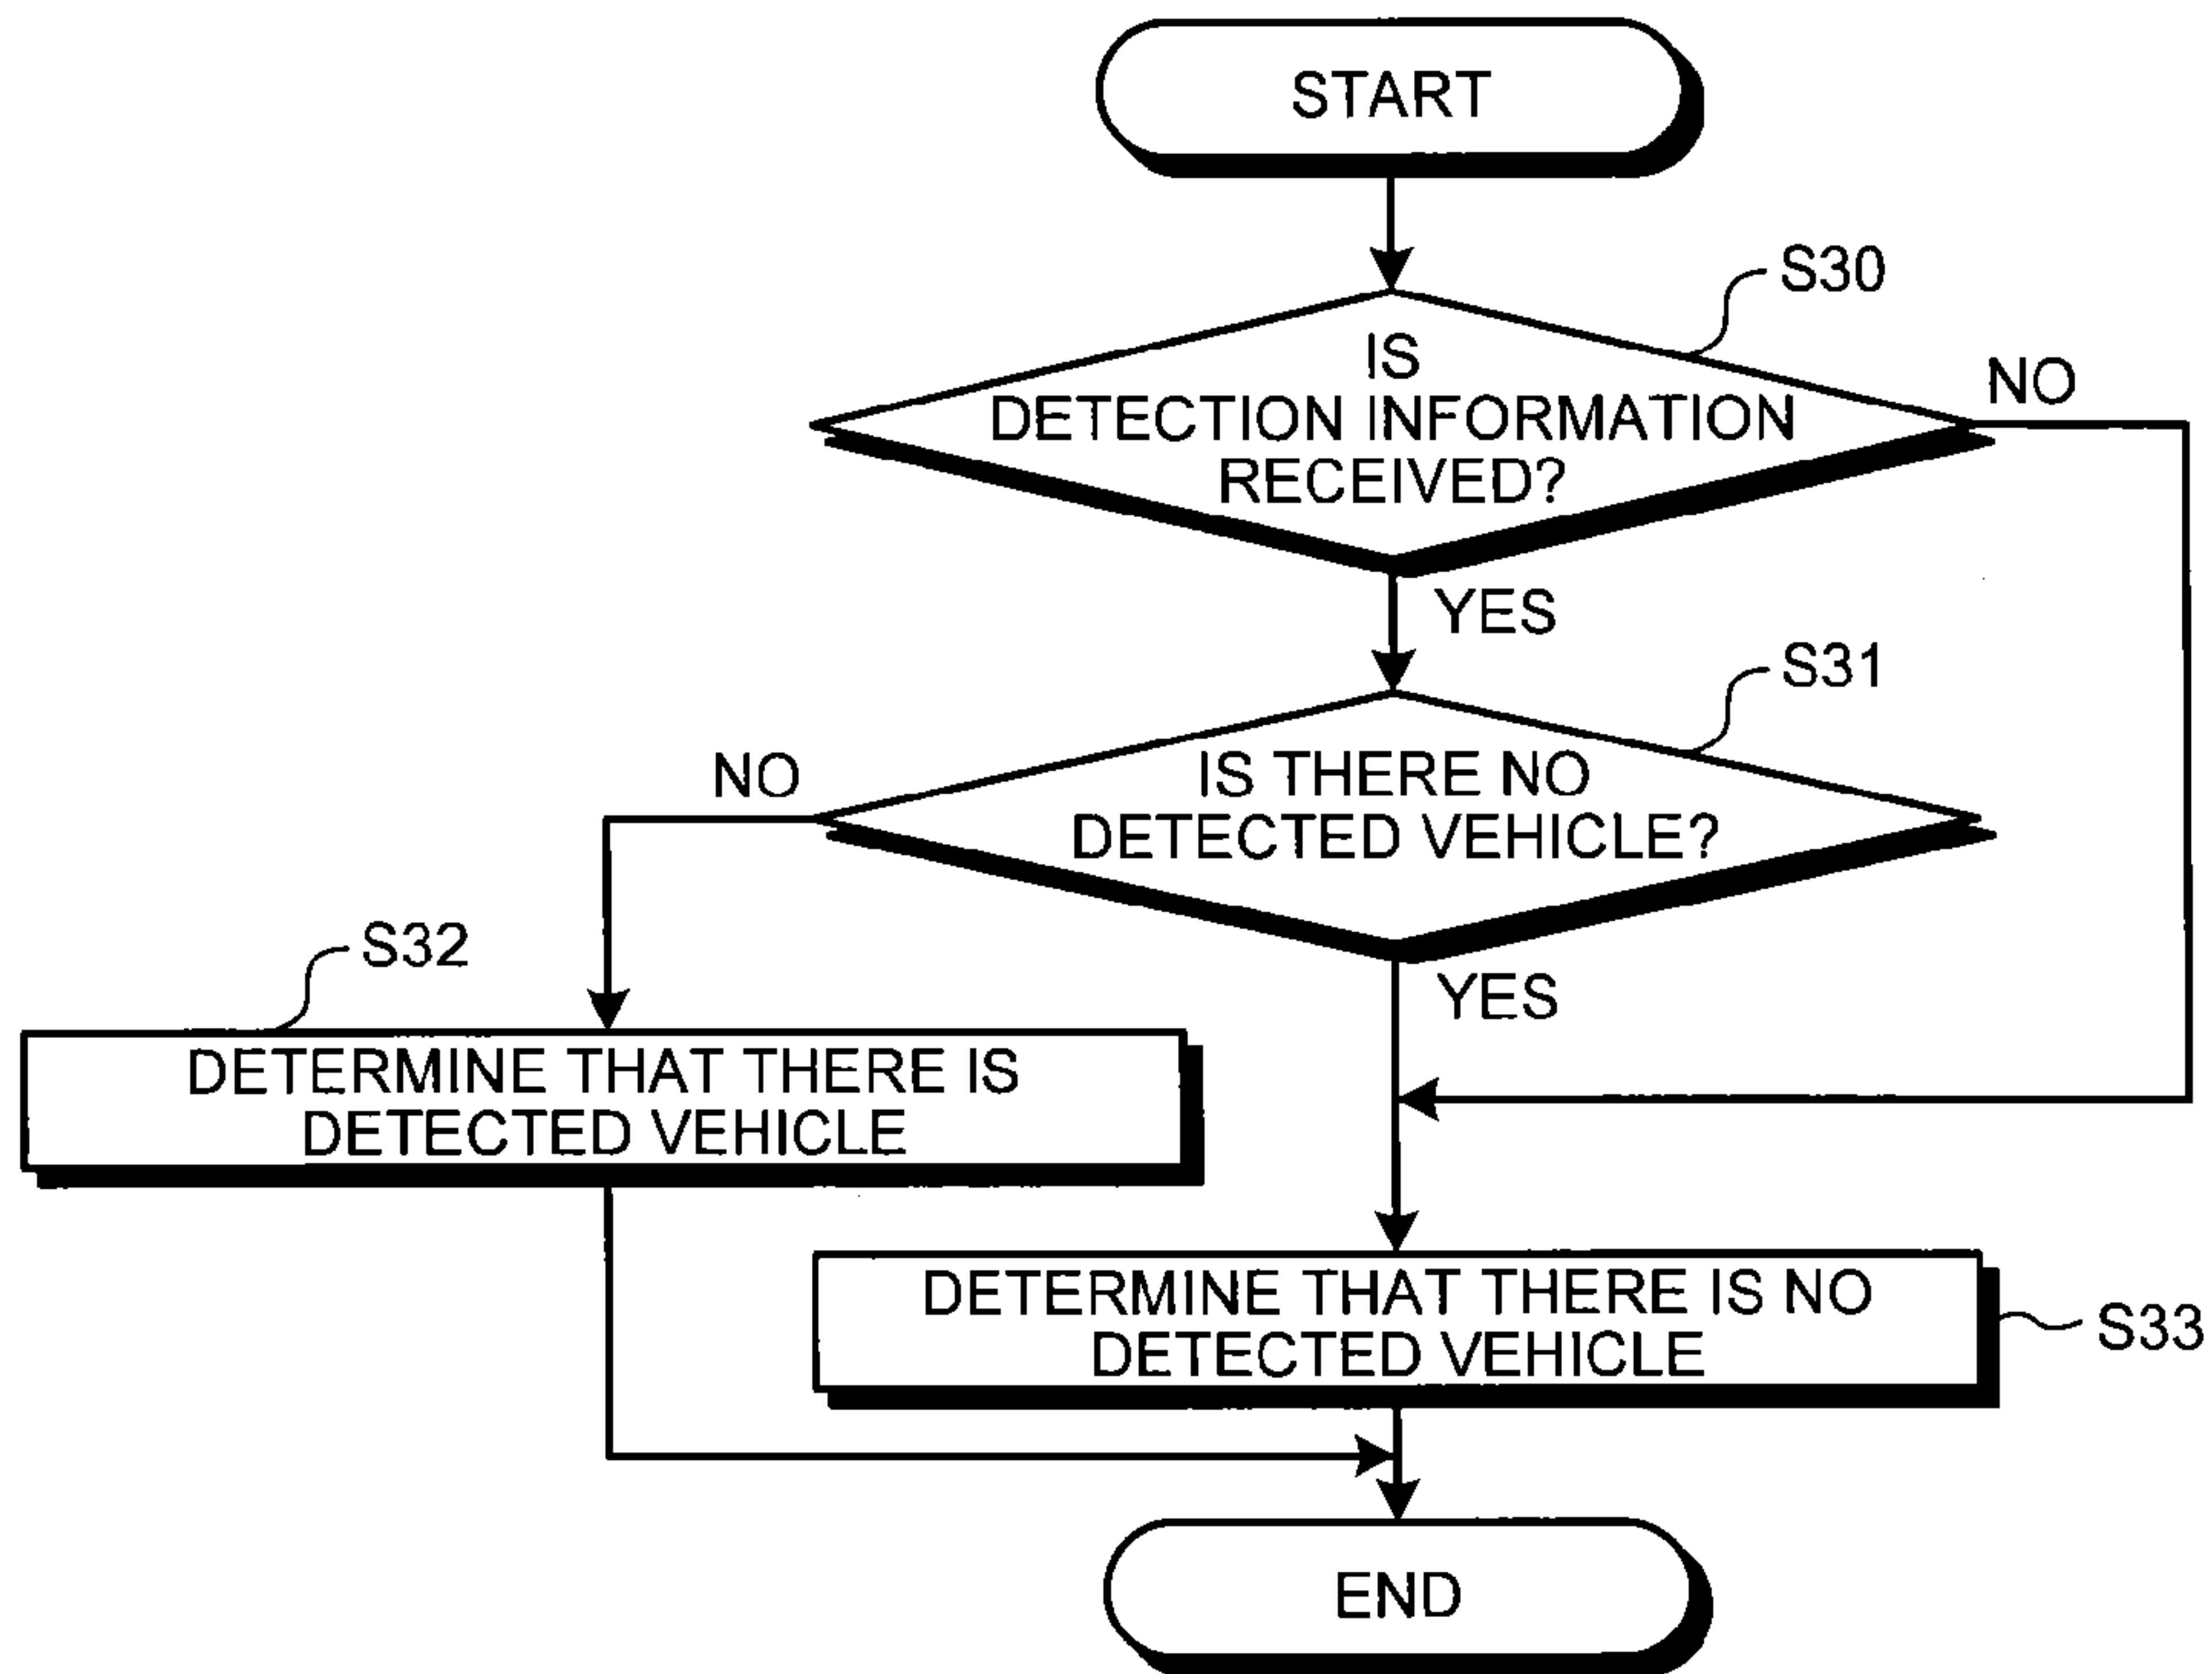 START
S30
IS
DETECTION INFORMATION
RECEIVED?
NO
YES
S31
IS THERE NO
DETECTED VEHICLE?
NO
YES
S32
DETERMINE THAT THERE IS
DETECTED VEHICLE
DETERMINE THAT THERE IS NO
DETECTED VEHICLE
S33
END